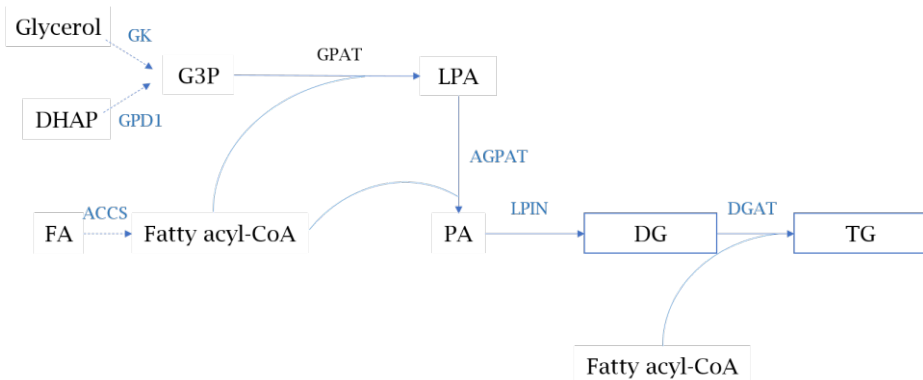 Glycerol
GK
GPAT
G3P
LPA
DHAP
GPD1
AGPAT
ACCS
LPIN
DGAT
FA
Fatty acyl-CoA
PA
DG
TG
Fatty acyl-CoA